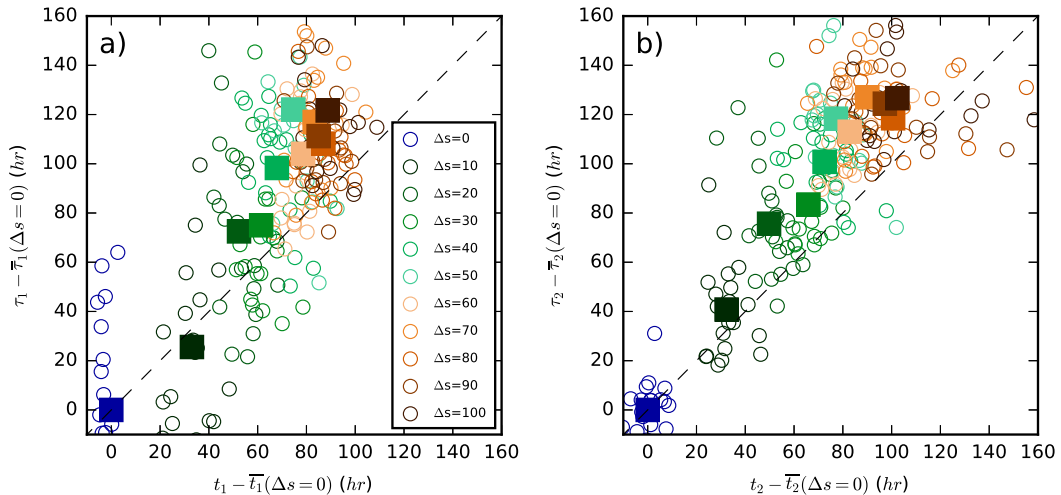 a)
160
140
120
100
80
60
40
20
0
τ₁ − τ̅₁(Δs=0) (hr)
Δs=0
Δs=10
Δs=20
Δs=30
Δs=40
Δs=50
Δs=60
Δs=70
Δs=80
Δs=90
Δs=100
0 20 40 60 80 100 120 140 160
t₁ − t̅₁(Δs=0) (hr)
b)
160
140
120
100
80
60
40
20
0
τ₂ − τ̅₂(Δs=0) (hr)
0 20 40 60 80 100 120 140 160
t₂ − t̅₂(Δs=0) (hr)